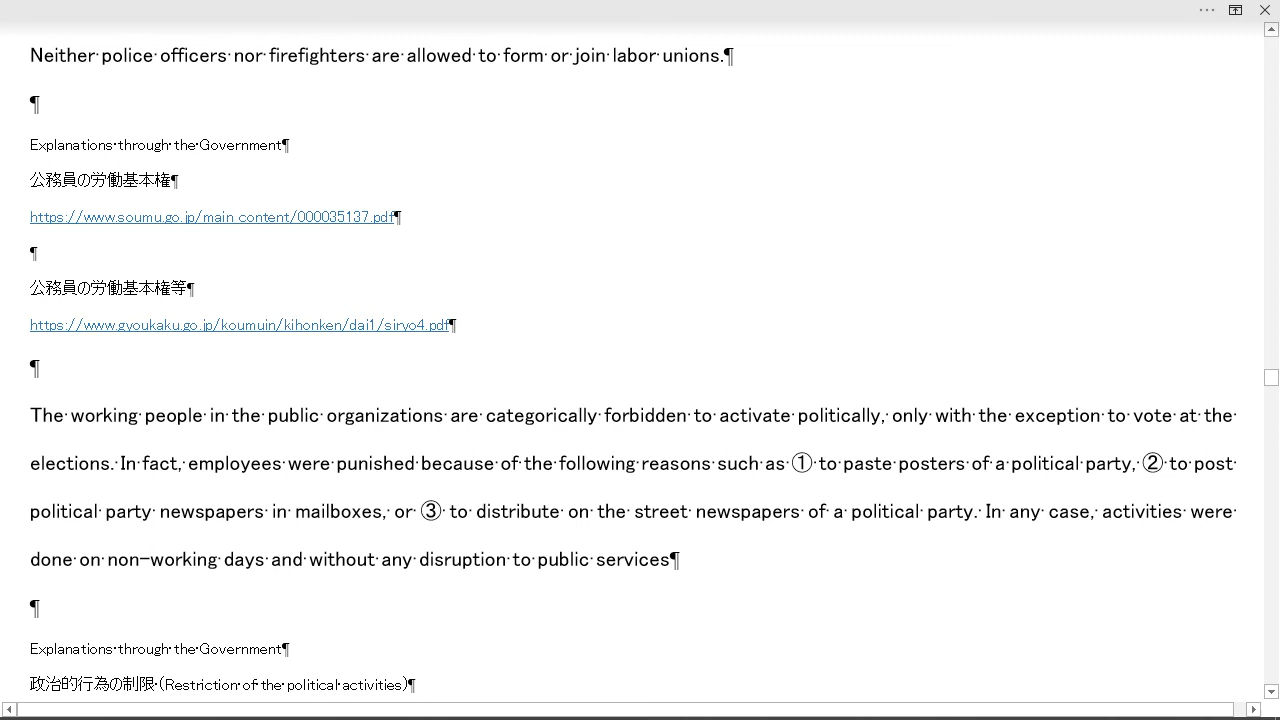 Neither police officers nor firefighters are allowed to form or join labor unions.¶
¶
Explanations through the Government¶
公務員の労働基本権¶
https://www.soumu.go.jp/main_content/000035137.pdf¶
¶
公務員の労働基本権等¶
https://www.gyoukaku.go.jp/koumuin/kihonken/dai1/siryo4.pdf¶
¶
The working people in the public organizations are categorically forbidden to activate politically, only with the exception to vote at the
elections. In fact, employees were punished because of the following reasons such as ① to paste posters of a political party, ② to post
political party newspapers in mailboxes, or ③ to distribute on the street newspapers of a political party. In any case, activities were
done on non-working days and without any disruption to public services¶
¶
Explanations through the Government¶
政治的行為の制限 (Restriction of the political activities)¶